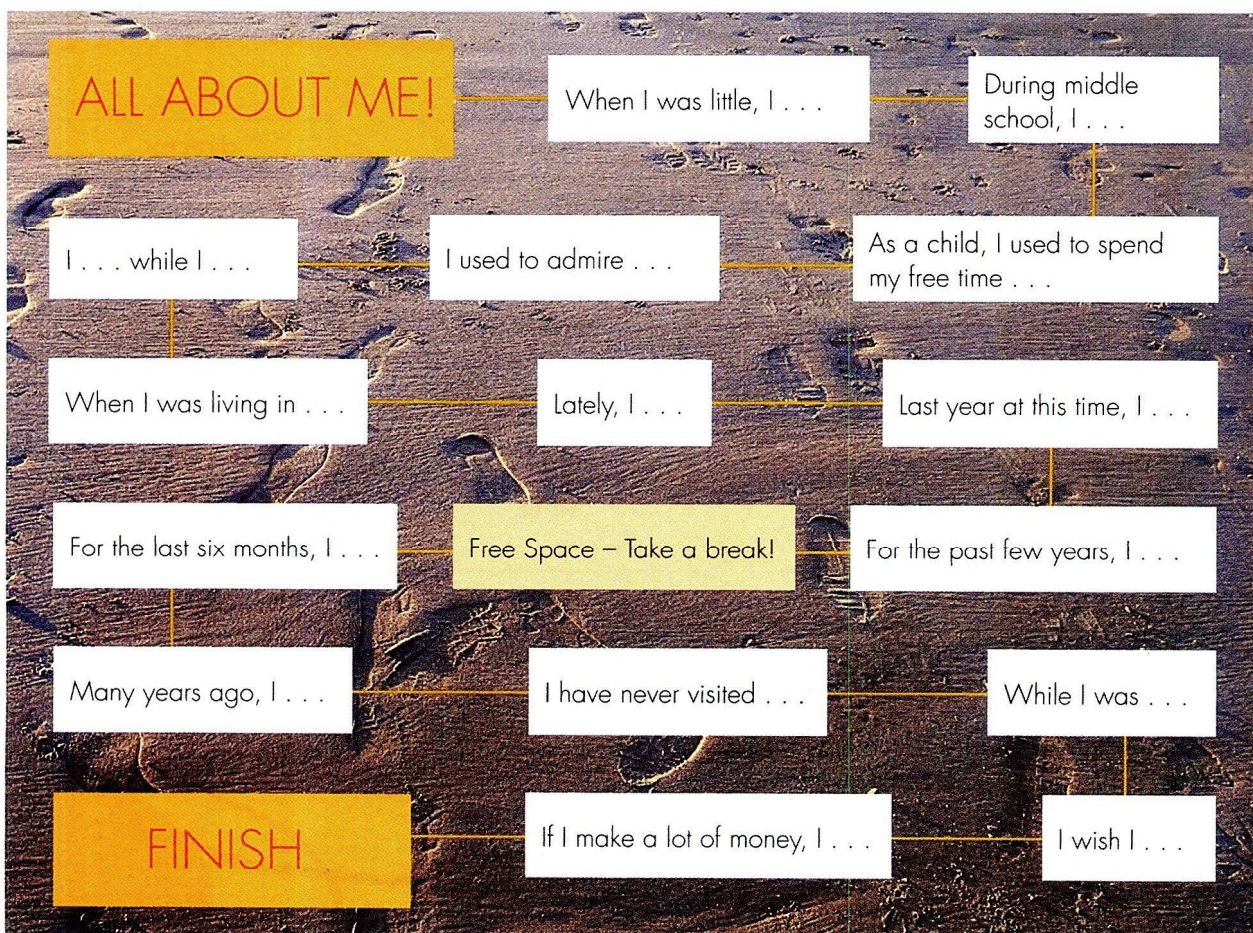 ALL ABOUT ME!
When I was little, I . . .
During middle
school, I . . .
As a child, I used to spend
my free time . . .
I used to admire . . .
I . . . while I . . .
When I was living in . . .
Lately, I . . .
Last year at this time, I . . .
For the past few years, I . . .
Free Space – Take a break!
For the last six months, I . . .
Many years ago, I . . .
I have never visited . . .
While I was . . .
I wish I . . .
If I make a lot of money, I . . .
FINISH